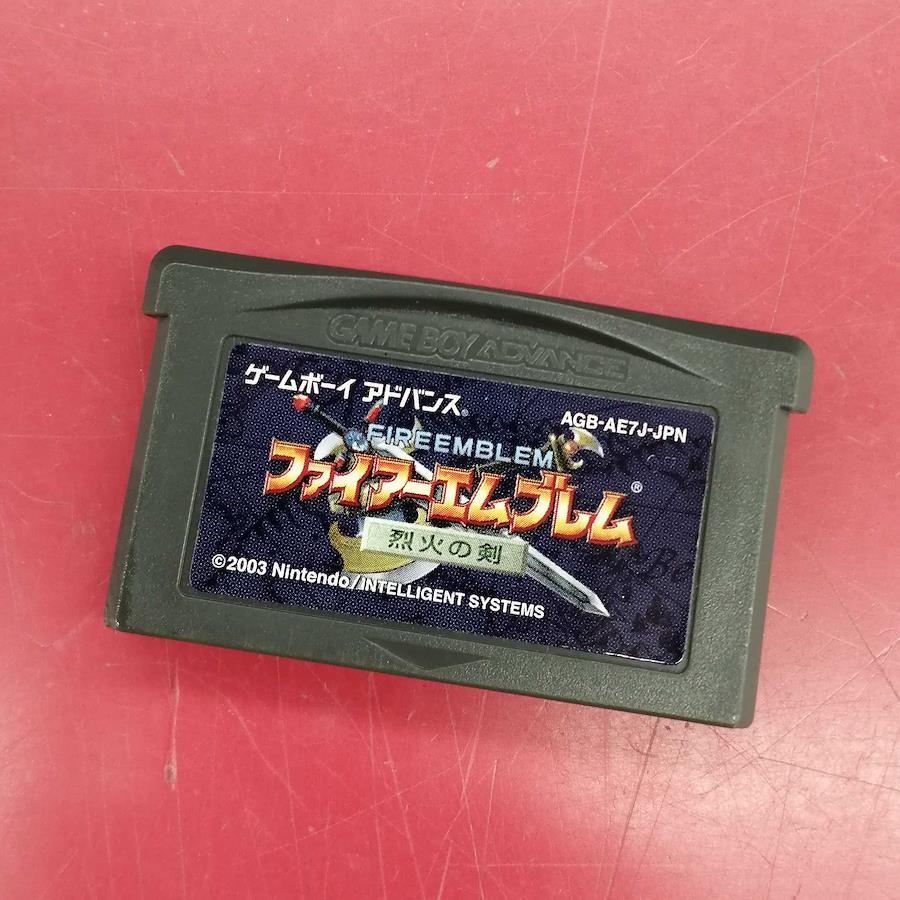 GAME BOY ADVANCE
ゲームボーイ アドバンス®
AGB-AE7J-JPN
FIRE EMBLEM
ファイアーエムブレム®
烈火の剣
©2003 Nintendo/INTELLIGENT SYSTEMS